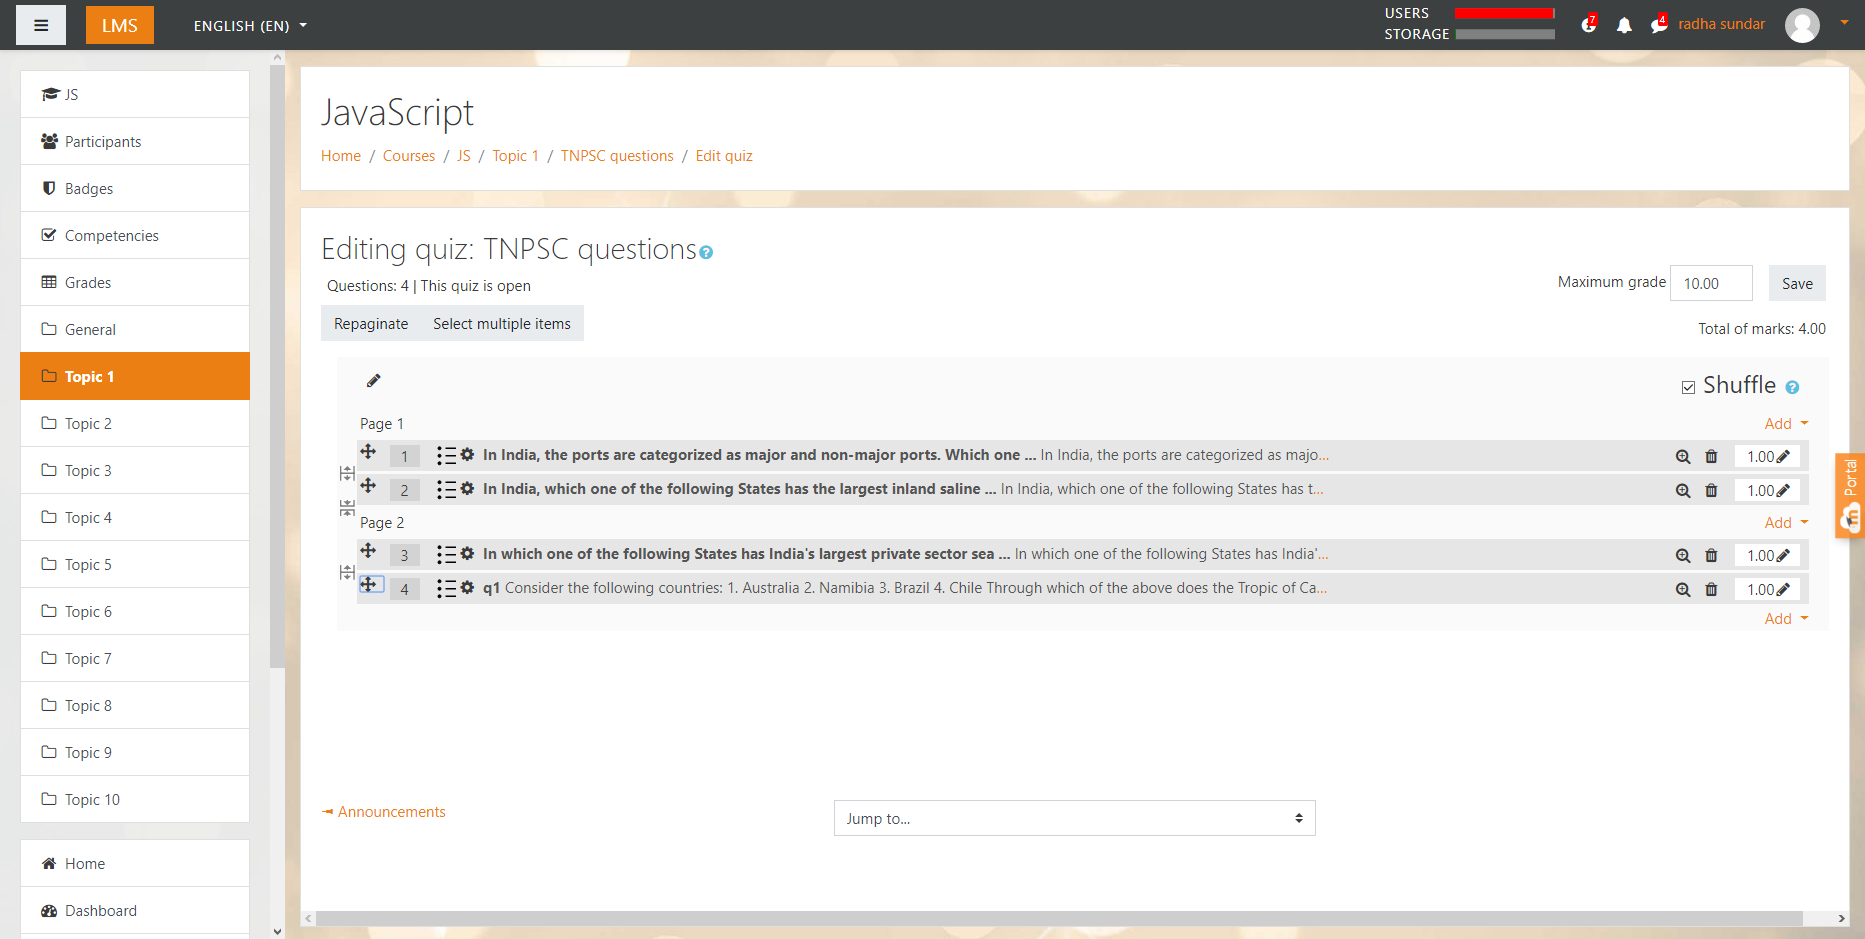 LMS
ENGLISH (EN)
USERS
STORAGE
7
4
radha sundar
JS
Participants
Badges
Competencies
Grades
General
Topic 1
Topic 2
Topic 3
Topic 4
Topic 5
Topic 6
Topic 7
Topic 8
Topic 9
Topic 10
Home
Dashboard
JavaScript
Home / Courses / JS / Topic 1 / TNPSC questions / Edit quiz
Editing quiz: TNPSC questions
Questions: 4 | This quiz is open
Maximum grade 10.00 Save
Repaginate Select multiple items
Total of marks: 4.00
Shuffle
Page 1 Add
1 In India, the ports are categorized as major and non-major ports. Which one ... In India, the ports are categorized as majo... 1.00
2 In India, which one of the following States has the largest inland saline ... In India, which one of the following States has t... 1.00
Page 2 Add
3 In which one of the following States has India's largest private sector sea ... In which one of the following States has India'... 1.00
4 q1 Consider the following countries: 1. Australia 2. Namibia 3. Brazil 4. Chile Through which of the above does the Tropic of Ca... 1.00
Add
Announcements
Jump to...
Portal